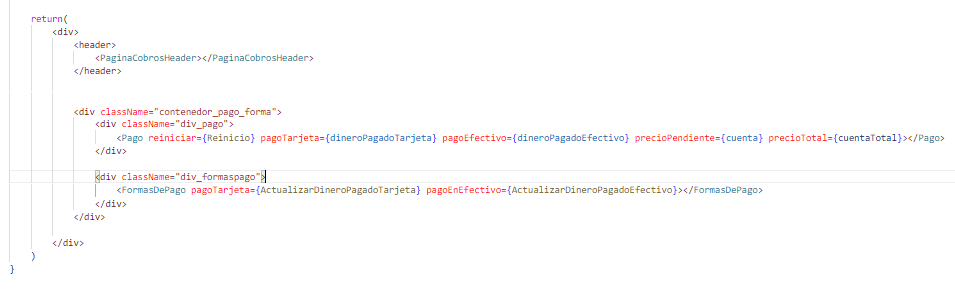 return(
<div>
<header>
<PaginaCobrosHeader></PaginaCobrosHeader>
</header>
<div className="contenedor_pago_forma">
<div className="div_pago">
<Pago reiniciar={Reinicio} pagoTarjeta={dineroPagadoTarjeta} pagoEfectivo={dineroPagadoEfectivo} precioPendiente={cuenta} precioTotal={cuentaTotal}></Pago>
</div>
<div className="div_formaspago">
<FormasDePago pagoTarjeta={ActualizarDineroPagadoTarjeta} pagoEnEfectivo={ActualizarDineroPagadoEfectivo}></FormasDePago>
</div>
</div>
</div>
)
}